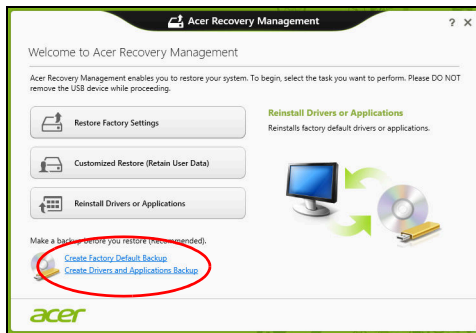 Acer Recovery Management
? X
Welcome to Acer Recovery Management
Acer Recovery Management enables you to restore your system. To begin, select the task you want to perform. Please DO NOT
remove the USB device while proceeding.
Restore Factory Settings
Customized Restore (Retain User Data)
Reinstall Drivers or Applications
Reinstall Drivers or Applications
Reinstalls factory default drivers or applications.
Make a backup before you restore (Recommended).
Create Factory Default Backup
Create Drivers and Applications Backup
acer